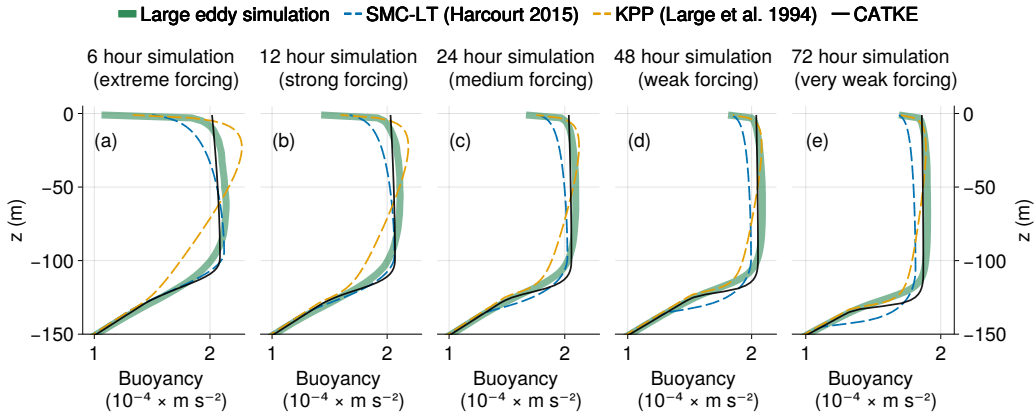 Large eddy simulation SMC-LT (Harcourt 2015) KPP (Large et al. 1994) CATKE
6 hour simulation 12 hour simulation 24 hour simulation 48 hour simulation 72 hour simulation
(extreme forcing) (strong forcing) (medium forcing) (weak forcing) (very weak forcing)
0 0
(a) (b) (c) (d) (e)
−50 −50
z (m) z (m)
−100 −100
−150 −150
1 2 1 2 1 2 1 2 1 2
Buoyancy Buoyancy Buoyancy Buoyancy Buoyancy
(10⁻⁴ × m s⁻²) (10⁻⁴ × m s⁻²) (10⁻⁴ × m s⁻²) (10⁻⁴ × m s⁻²) (10⁻⁴ × m s⁻²)